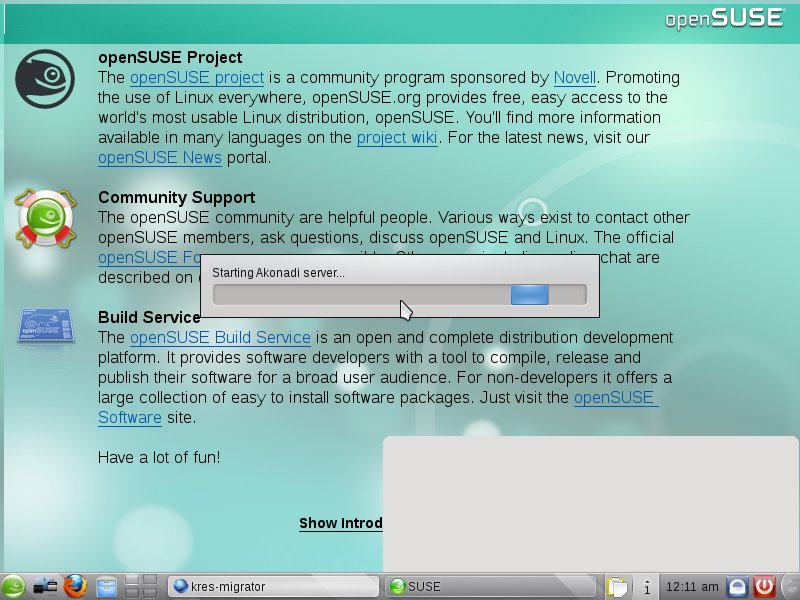 openSUSE
openSUSE Project
The openSUSE project is a community program sponsored by Novell. Promoting
the use of Linux everywhere, openSUSE.org provides free, easy access to the
world's most usable Linux distribution, openSUSE. You'll find more information
available in many languages on the project wiki. For the latest news, visit our
openSUSE News portal.
Community Support
The openSUSE community are helpful people. Various ways exist to contact other
openSUSE members, ask questions, discuss openSUSE and Linux. The official
openSUSE Fo
chat are
described on
Starting Akonadi server...
Build Service
openSUSE
The openSUSE Build Service is an open and complete distribution development
platform. It provides software developers with a tool to compile, release and
publish their software for a broad user audience. For non-developers it offers a
large collection of easy to install software packages. Just visit the openSUSE
Software site.
Have a lot of fun!
Show Introd
kres-migrator
SUSE
1
12:11 am